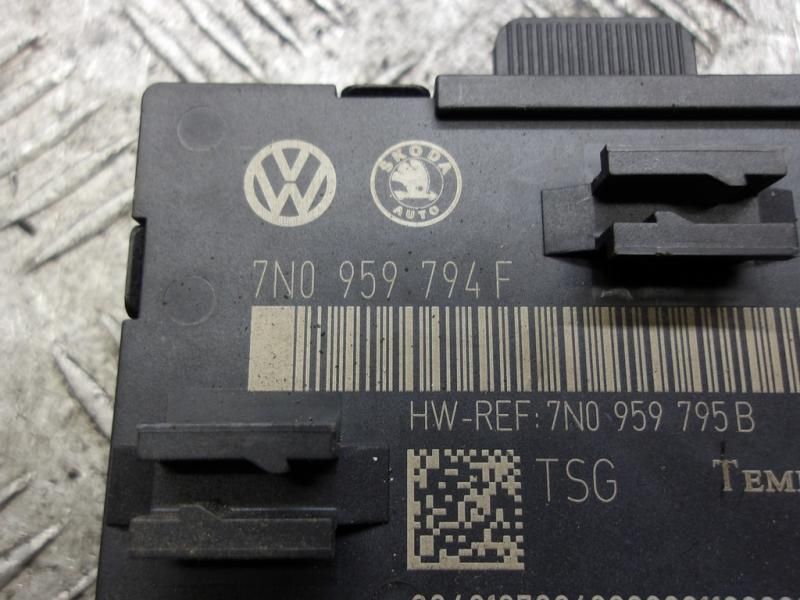 ŠKODA
AUTO
7N0 959 794 F
HW-REF: 7N0 959 795 B
TSG